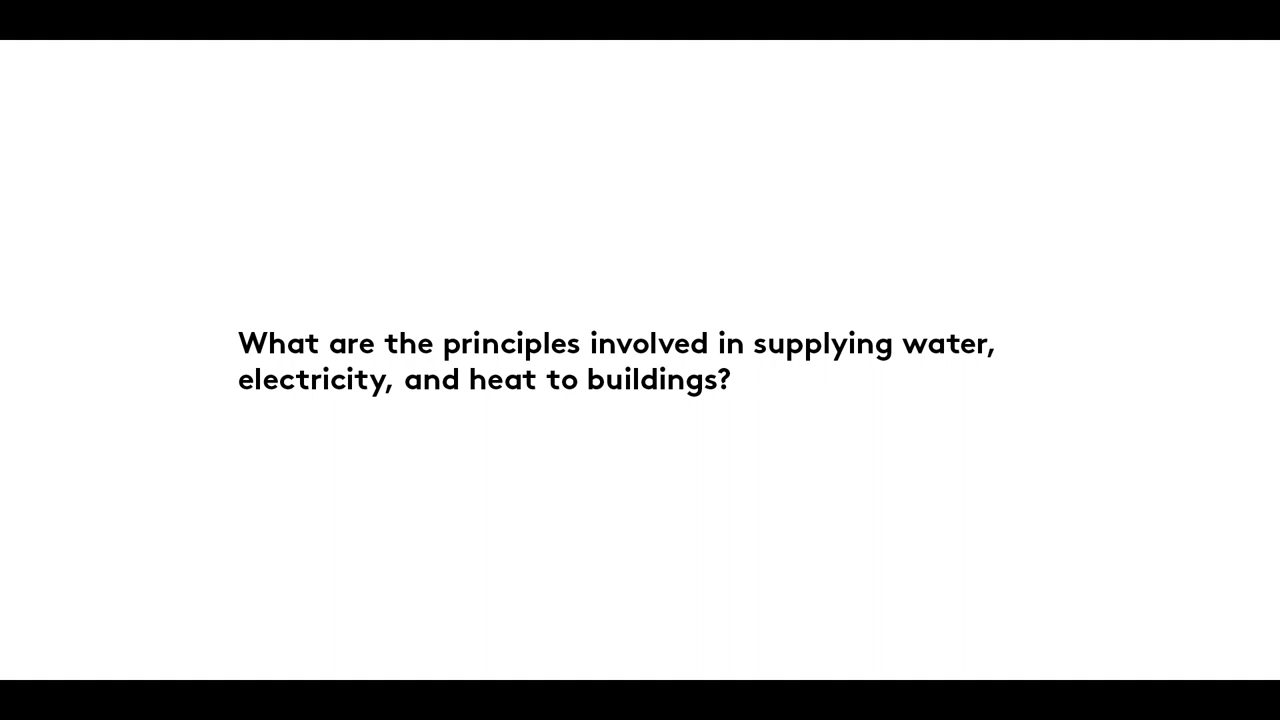 What are the principles involved in supplying water,
electricity, and heat to buildings?